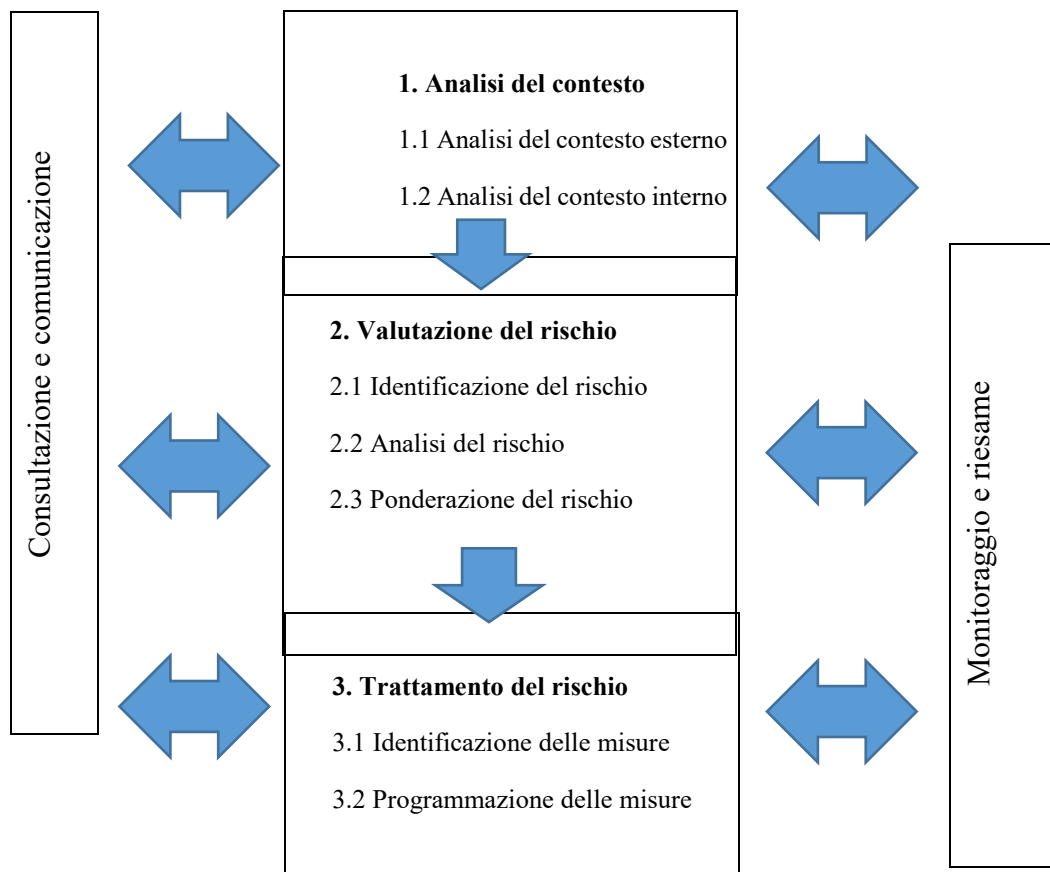 Consultazione e comunicazione
1. Analisi del contesto
1.1 Analisi del contesto esterno
1.2 Analisi del contesto interno
2. Valutazione del rischio
2.1 Identificazione del rischio
2.2 Analisi del rischio
2.3 Ponderazione del rischio
3. Trattamento del rischio
3.1 Identificazione delle misure
3.2 Programmazione delle misure
Monitoraggio e riesame